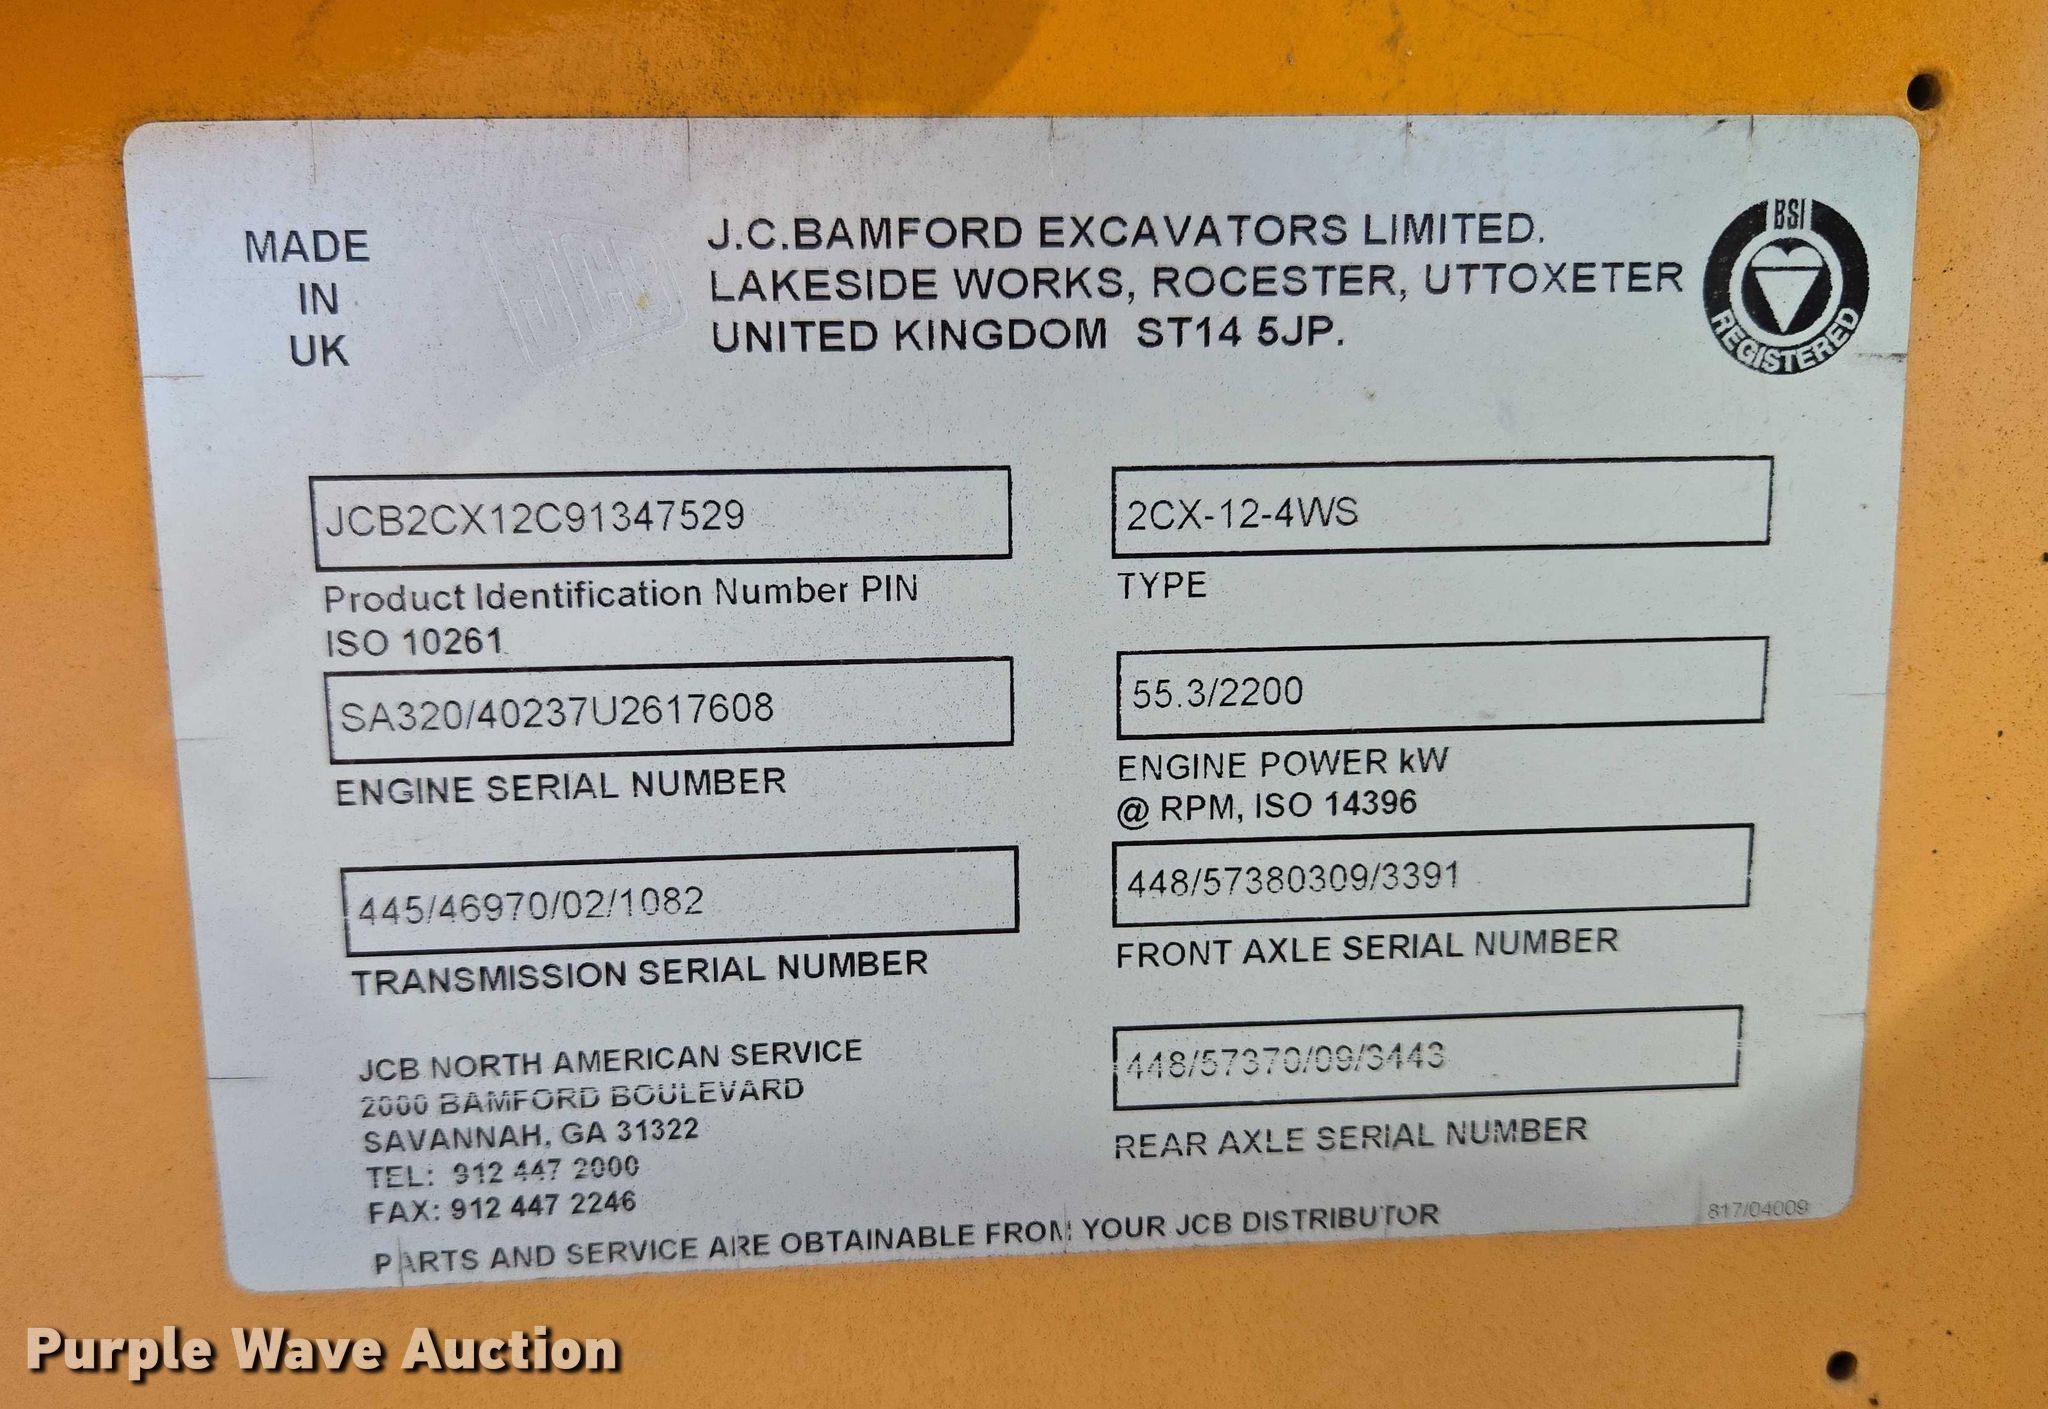 MADE
IN
UK
JCB
J.C.BAMFORD EXCAVATORS LIMITED.
LAKESIDE WORKS, ROCESTER, UTTOXETER
UNITED KINGDOM ST14 5JP.
BSI
REGISTERED
JCB2CX12C91347529
Product Identification Number PIN
ISO 10261
2CX-12-4WS
TYPE
SA320/40237U2617608
ENGINE SERIAL NUMBER
55.3/2200
ENGINE POWER kW
@ RPM, ISO 14396
445/46970/02/1082
TRANSMISSION SERIAL NUMBER
448/57380309/3391
FRONT AXLE SERIAL NUMBER
448/57370/09/3443
REAR AXLE SERIAL NUMBER
JCB NORTH AMERICAN SERVICE
2000 BAMFORD BOULEVARD
SAVANNAH, GA 31322
TEL: 912 447 2000
FAX: 912 447 2246
PARTS AND SERVICE ARE OBTAINABLE FROM YOUR JCB DISTRIBUTOR
817/04009
Purple Wave Auction